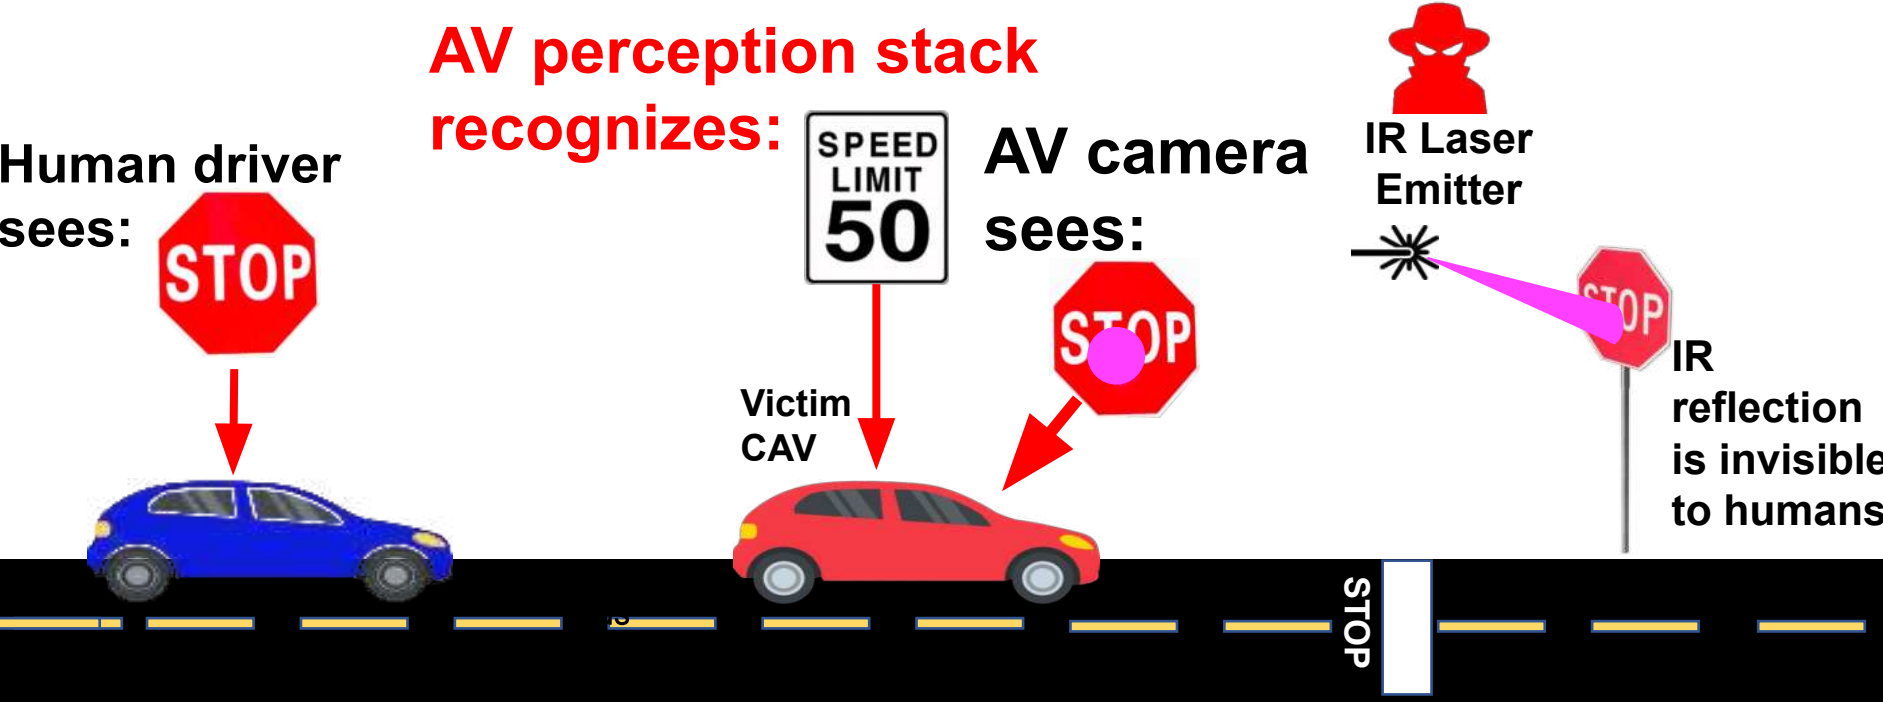 AV perception stack
recognizes:
Human driver
sees:
STOP
SPEED
LIMIT
50
AV camera
sees:
STOP
IR Laser
Emitter
STOP
IR
reflection
is invisible
to humans
Victim
CAV
STOP